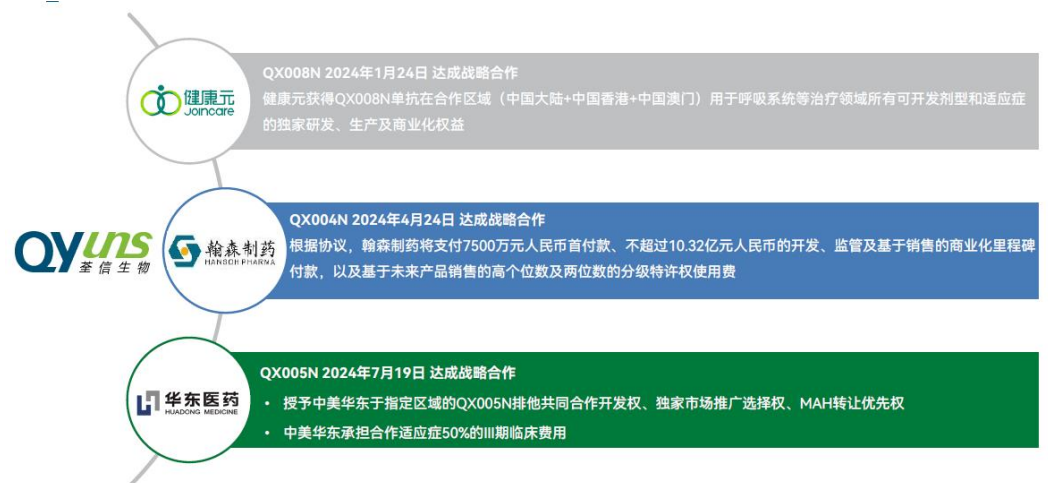 健康元
Joincare
QX008N 2024年1月24日 达成战略合作
健康元获得QX008N单抗在合作区域（中国大陆+中国香港+中国澳门）用于呼吸系统等治疗领域所有可开发剂型和适应症
的独家研发、生产及商业化权益
QYuns
荃信生物
翰森制药
HANSOH PHARMA
QX004N 2024年4月24日 达成战略合作
根据协议，翰森制药将支付7500万元人民币首付款、不超过10.32亿元人民币的开发、监管及基于销售的商业化里程碑
付款，以及基于未来产品销售的高个位数及两位数的分级特许权使用费
华东医药
HUADONG MEDICINE
QX005N 2024年7月19日 达成战略合作
• 授予中美华东于指定区域的QX005N排他共同合作开发权、独家市场推广选择权、MAH转让优先权
• 中美华东承担合作适应症50%的III期临床费用